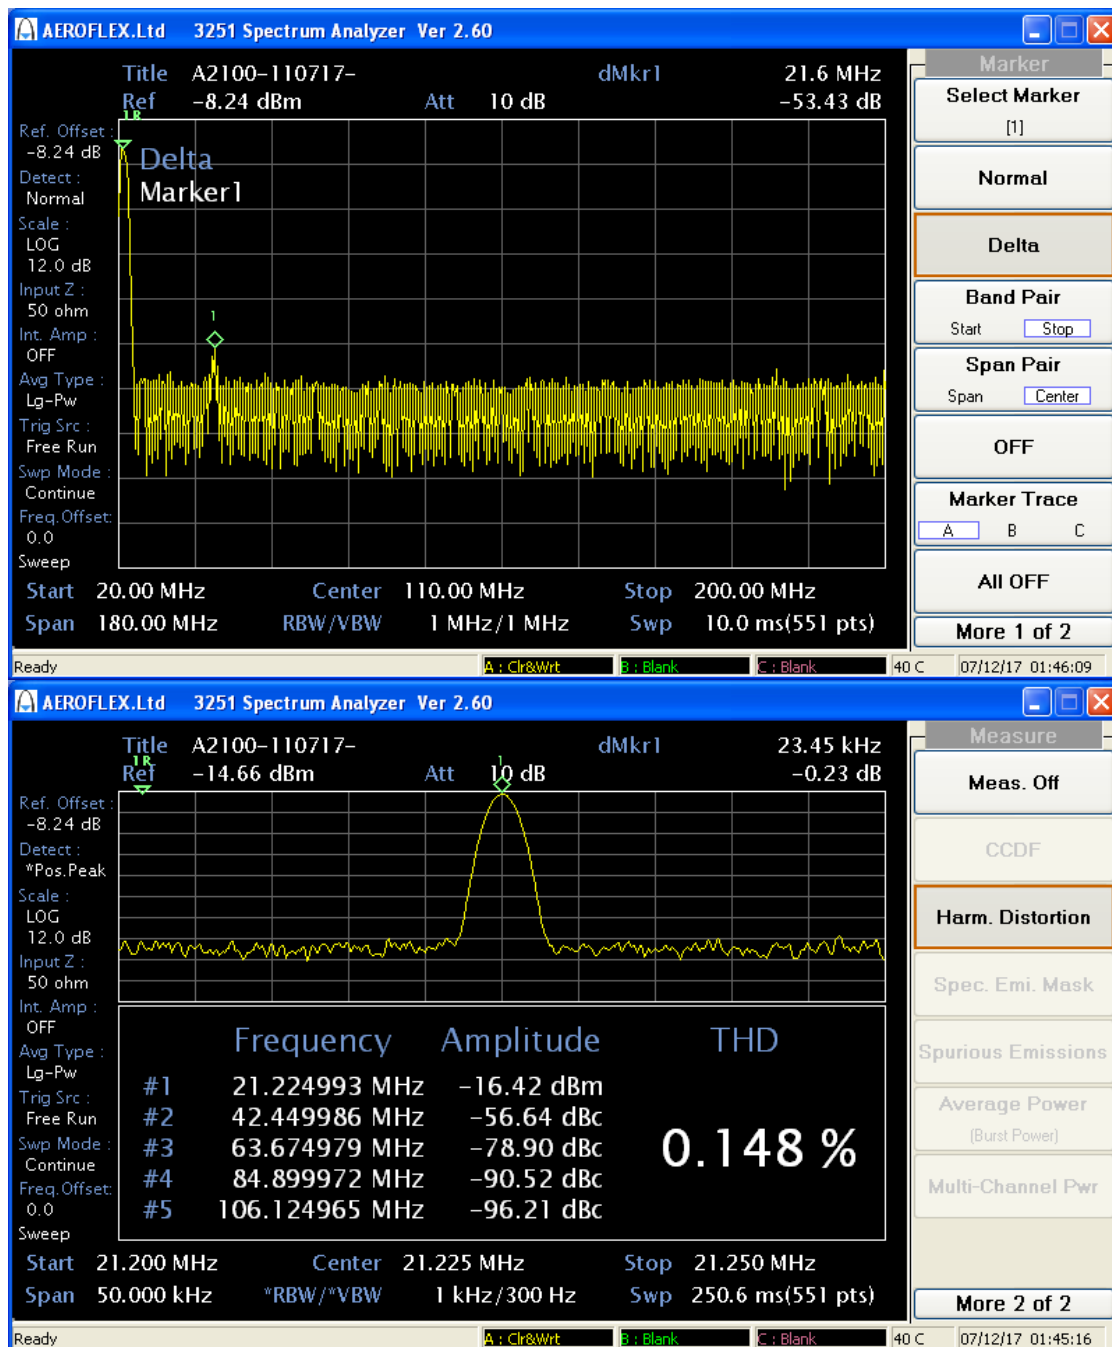 AEROFLEX.Ltd 3251 Spectrum Analyzer Ver 2.60
Title A2100-110717- dMkr1 21.6 MHz
Ref -8.24 dBm Att 10 dB -53.43 dB
1R
Ref. Offset :
-8.24 dB
Detect :
Normal
Scale :
LOG
12.0 dB
Input Z :
50 ohm
Int. Amp :
OFF
Avg Type :
Lg-Pw
Trig Src :
Free Run
Swp Mode :
Continue
Freq.Offset:
0.0
Sweep
Delta
Marker1
1
Start 20.00 MHz Center 110.00 MHz Stop 200.00 MHz
Span 180.00 MHz RBW/VBW 1 MHz/1 MHz Swp 10.0 ms(551 pts)
Marker
Select Marker
[1]
Normal
Delta
Band Pair
Start Stop
Span Pair
Span Center
OFF
Marker Trace
A B C
All OFF
More 1 of 2
Ready A : Clr&Wrt B : Blank C : Blank 40 C 07/12/17 01:46:09
AEROFLEX.Ltd 3251 Spectrum Analyzer Ver 2.60
Title A2100-110717- dMkr1 23.45 kHz
Ref -14.66 dBm Att 10 dB -0.23 dB
1R
1
Ref. Offset :
-8.24 dB
Detect :
*Pos.Peak
Scale :
LOG
12.0 dB
Input Z :
50 ohm
Int. Amp :
OFF
Avg Type :
Lg-Pw
Trig Src :
Free Run
Swp Mode :
Continue
Freq.Offset:
0.0
Sweep
Frequency Amplitude THD
#1 21.224993 MHz -16.42 dBm
#2 42.449986 MHz -56.64 dBc
#3 63.674979 MHz -78.90 dBc
#4 84.899972 MHz -90.52 dBc
#5 106.124965 MHz -96.21 dBc
0.148 %
Start 21.200 MHz Center 21.225 MHz Stop 21.250 MHz
Span 50.000 kHz *RBW/*VBW 1 kHz/300 Hz Swp 250.6 ms(551 pts)
Measure
Meas. Off
CCDF
Harm. Distortion
Spec. Emi. Mask
Spurious Emissions
Average Power
(Burst Power)
Multi-Channel Pwr
More 2 of 2
Ready A : Clr&Wrt B : Blank C : Blank 40 C 07/12/17 01:45:16